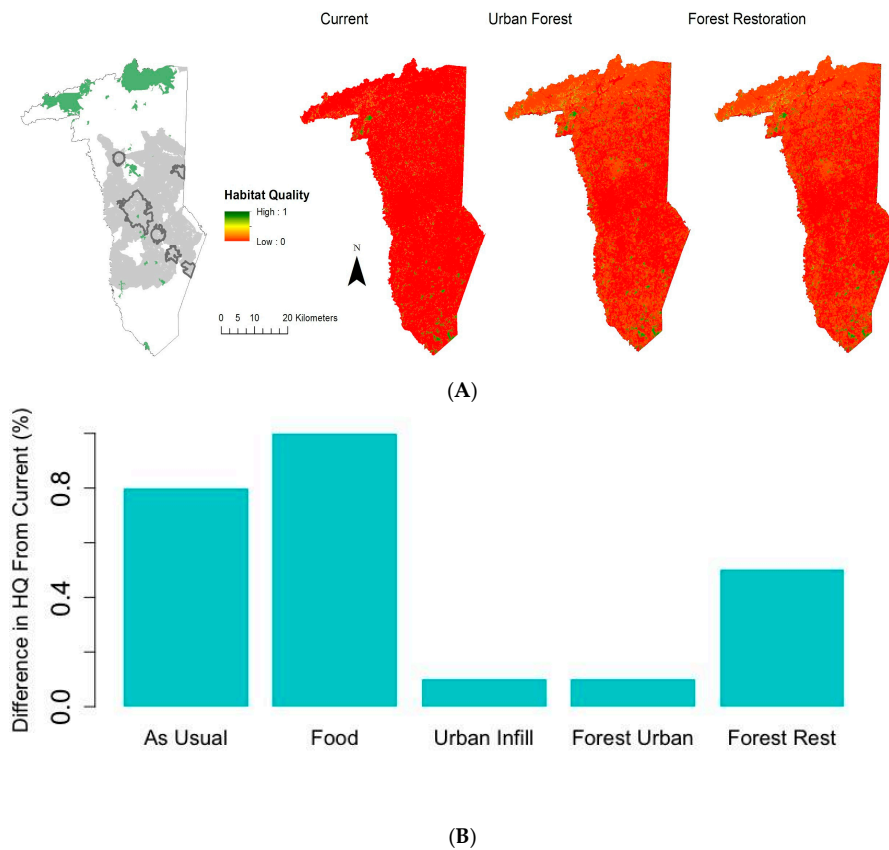 Current
Urban Forest
Forest Restoration
Habitat Quality
High : 1
Low : 0
N
0 5 10 20 Kilometers
(A)
Difference in HQ From Current (%)
0.8
0.4
0.0
As Usual
Food
Urban Infill
Forest Urban
Forest Rest
(B)